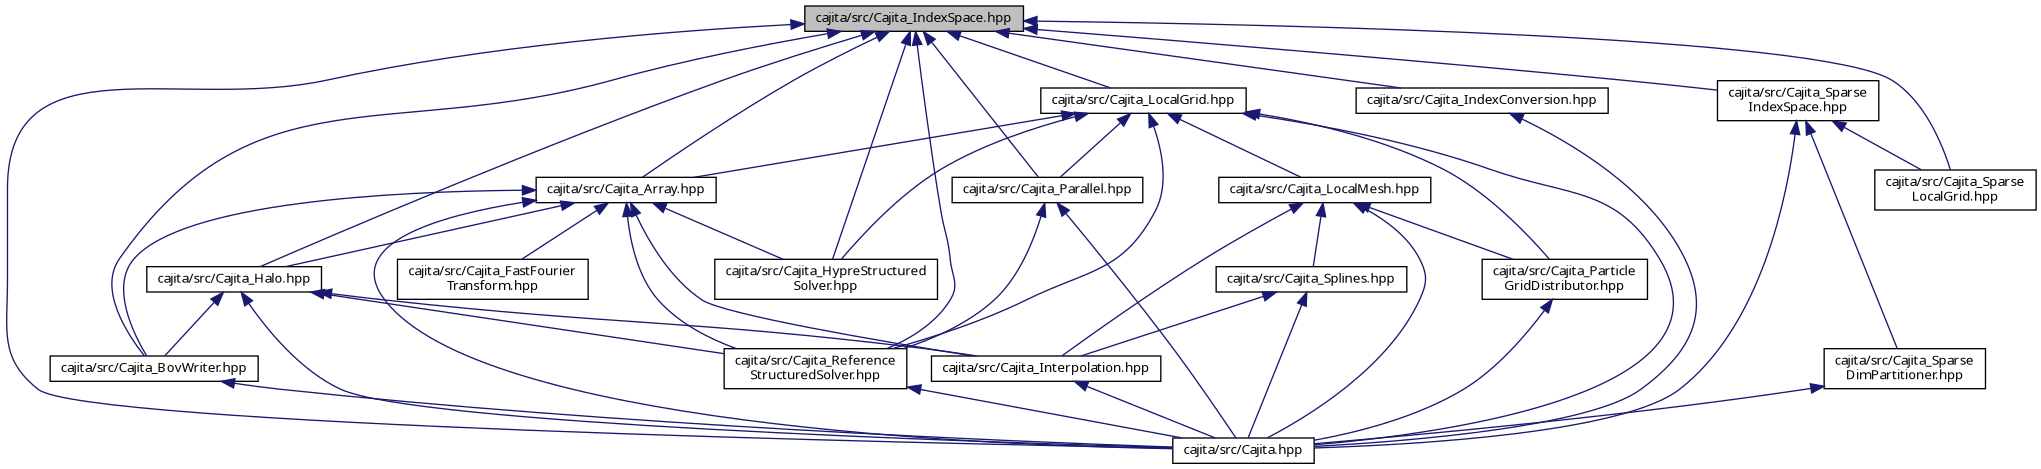 cajita/src/Cajita_IndexSpace.hpp
cajita/src/Cajita_LocalGrid.hpp
cajita/src/Cajita_IndexConversion.hpp
cajita/src/Cajita_Sparse
IndexSpace.hpp
cajita/src/Cajita_Array.hpp
cajita/src/Cajita_Parallel.hpp
cajita/src/Cajita_LocalMesh.hpp
cajita/src/Cajita_Sparse
LocalGrid.hpp
cajita/src/Cajita_Halo.hpp
cajita/src/Cajita_FastFourier
Transform.hpp
cajita/src/Cajita_HypreStructured
Solver.hpp
cajita/src/Cajita_Splines.hpp
cajita/src/Cajita_Particle
GridDistributor.hpp
cajita/src/Cajita_BovWriter.hpp
cajita/src/Cajita_Reference
StructuredSolver.hpp
cajita/src/Cajita_Interpolation.hpp
cajita/src/Cajita_Sparse
DimPartitioner.hpp
cajita/src/Cajita.hpp